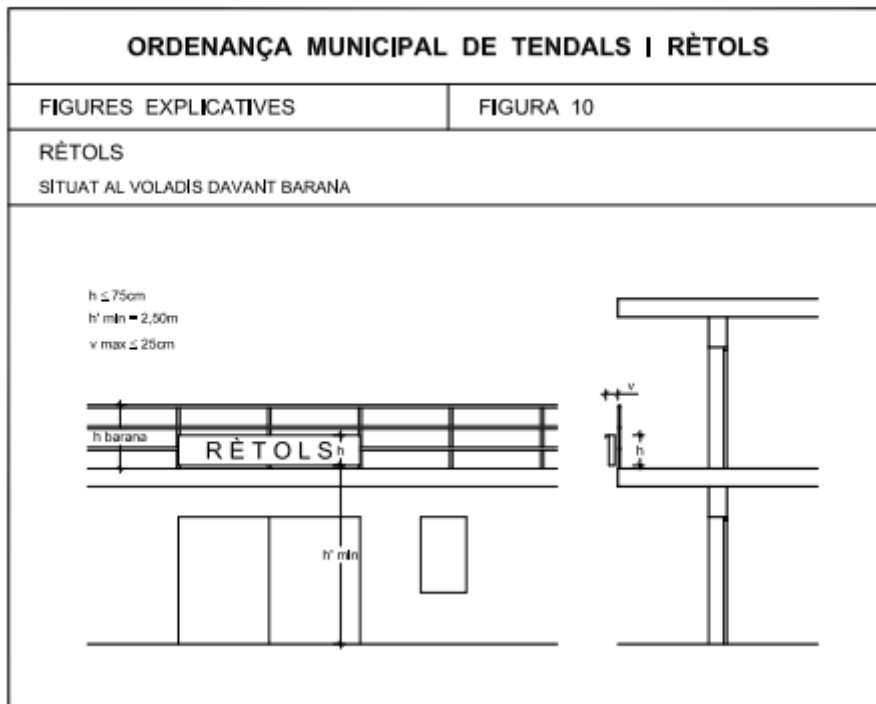 ORDENANÇA MUNICIPAL DE TENDALS I RÈTOLS
FIGURES EXPLICATIVES
FIGURA 10
RÈTOLS
SITUAT AL VOLADÍS DAVANT BARANA
h ≤ 75cm
h' min = 2,50m
v max ≤ 25cm
h barana
RÈTOLS
h
h' min
v
h